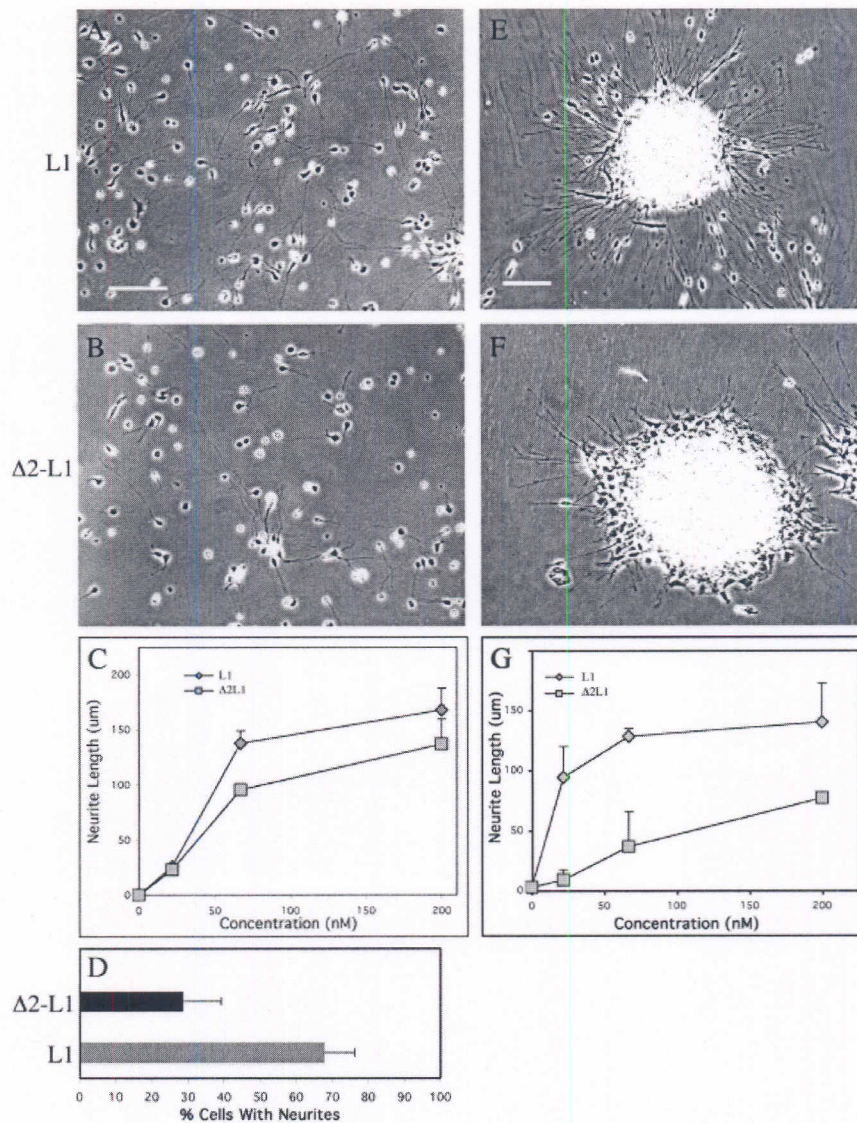 A
E
L1
B
F
Δ2-L1
C
L1
Δ2L1
200
150
100
50
0
Neurite Length (um)
0
50
100
150
200
Concentration (nM)
G
L1
Δ2L1
150
100
50
0
Neurite Length (um)
0
50
100
150
200
Concentration (nM)
D
Δ2-L1
L1
0 10 20 30 40 50 60 70 80 90 100
% Cells With Neurites